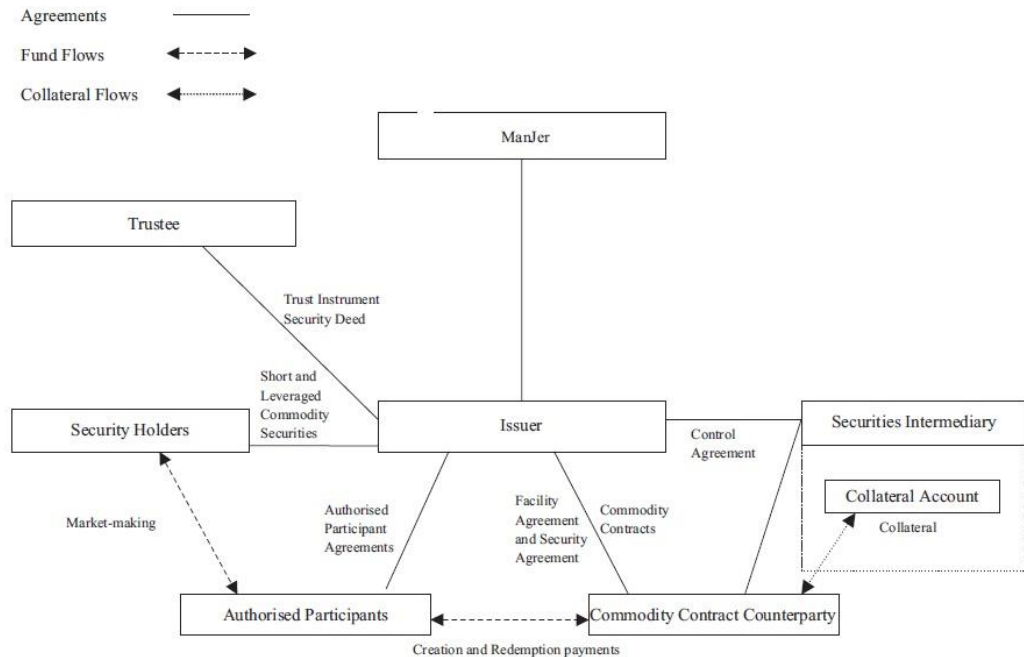 Agreements
Fund Flows
Collateral Flows
ManJer
Trustee
Trust Instrument
Security Deed
Short and
Leveraged
Commodity
Securities
Security Holders
Issuer
Control
Agreement
Securities Intermediary
Collateral Account
Collateral
Market-making
Authorised
Participant
Agreements
Facility
Agreement
and Security
Agreement
Commodity
Contracts
Authorised Participants
Commodity Contract Counterparty
Creation and Redemption payments